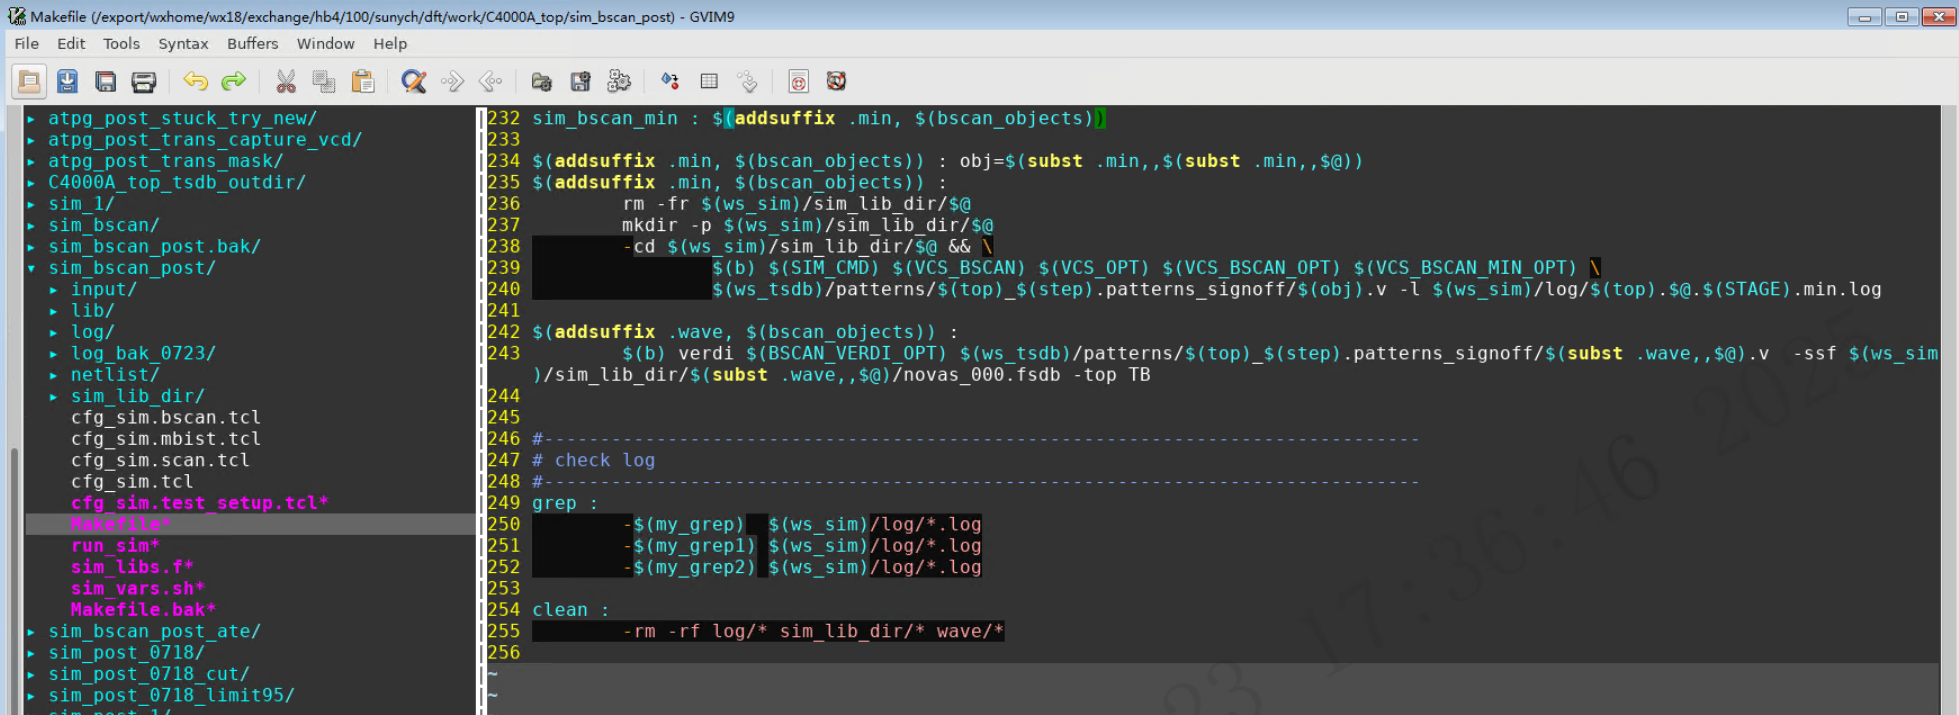 Makefile (/export/wxhome/wx18/exchange/hb4/100/sunych/dft/work/C4000A_top/sim_bscan_post) - GVIM9
File Edit Tools Syntax Buffers Window Help
▸ atpg_post_stuck_try_new/
▸ atpg_post_trans_capture_vcd/
▸ atpg_post_trans_mask/
▸ C4000A_top_tsdb_outdir/
▸ sim_1/
▸ sim_bscan/
▸ sim_bscan_post.bak/
▾ sim_bscan_post/
▸ input/
▸ lib/
▸ log/
▸ log_bak_0723/
▸ netlist/
▸ sim_lib_dir/
cfg_sim.bscan.tcl
cfg_sim.mbist.tcl
cfg_sim.scan.tcl
cfg_sim.tcl
cfg_sim.test_setup.tcl*
Makefile*
run_sim*
sim_libs.f*
sim_vars.sh*
Makefile.bak*
▸ sim_bscan_post_ate/
▸ sim_post_0718/
▸ sim_post_0718_cut/
▸ sim_post_0718_limit95/
232 sim_bscan_min : $(addsuffix .min, $(bscan_objects))
233
234 $(addsuffix .min, $(bscan_objects)) : obj=$(subst .min,,$(subst .min,,$@))
235 $(addsuffix .min, $(bscan_objects)) :
236 rm -fr $(ws_sim)/sim_lib_dir/$@
237 mkdir -p $(ws_sim)/sim_lib_dir/$@
238 -cd $(ws_sim)/sim_lib_dir/$@ && \
239 $(b) $(SIM_CMD) $(VCS_BSCAN) $(VCS_OPT) $(VCS_BSCAN_OPT) $(VCS_BSCAN_MIN_OPT) \
240 $(ws_tsdb)/patterns/$(top)_$(step).patterns_signoff/$(obj).v -l $(ws_sim)/log/$(top).$@.$(STAGE).min.log
241
242 $(addsuffix .wave, $(bscan_objects)) :
243 $(b) verdi $(BSCAN_VERDI_OPT) $(ws_tsdb)/patterns/$(top)_$(step).patterns_signoff/$(subst .wave,,$@).v -ssf $(ws_sim
)/sim_lib_dir/$(subst .wave,,$@)/novas_000.fsdb -top TB
244
245
246 #------------------------------------------------------------------------------
247 # check log
248 #------------------------------------------------------------------------------
249 grep :
250 -$(my_grep) $(ws_sim)/log/*.log
251 -$(my_grep1) $(ws_sim)/log/*.log
252 -$(my_grep2) $(ws_sim)/log/*.log
253
254 clean :
255 -rm -rf log/* sim_lib_dir/* wave/*
256
~
~
23 17:36:46 2025